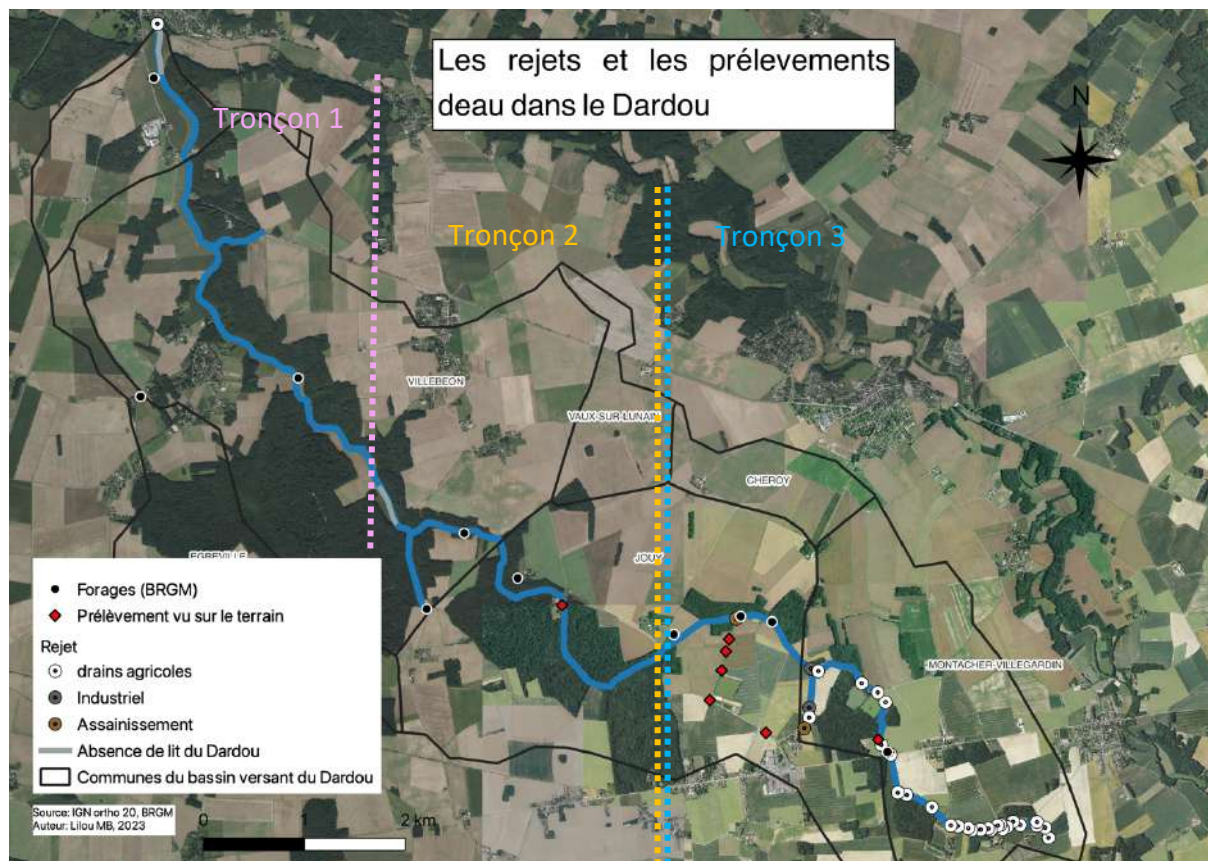 Les rejets et les prélevements
deau dans le Dardou
N
Tronçon 1
Tronçon 2
Tronçon 3
VILLEBEON
VAUX-SUR-LUNAIN
CHEROY
EGREVILLE
JOUY
MONTACHER-VILLEGARDIN
Forages (BRGM)
Prélèvement vu sur le terrain
Rejet
drains agricoles
Industriel
Assainissement
Absence de lit du Dardou
Communes du bassin versant du Dardou
Source: IGN ortho 20, BRGM
Auteur: Lilou MB, 2023
0 1 2 km